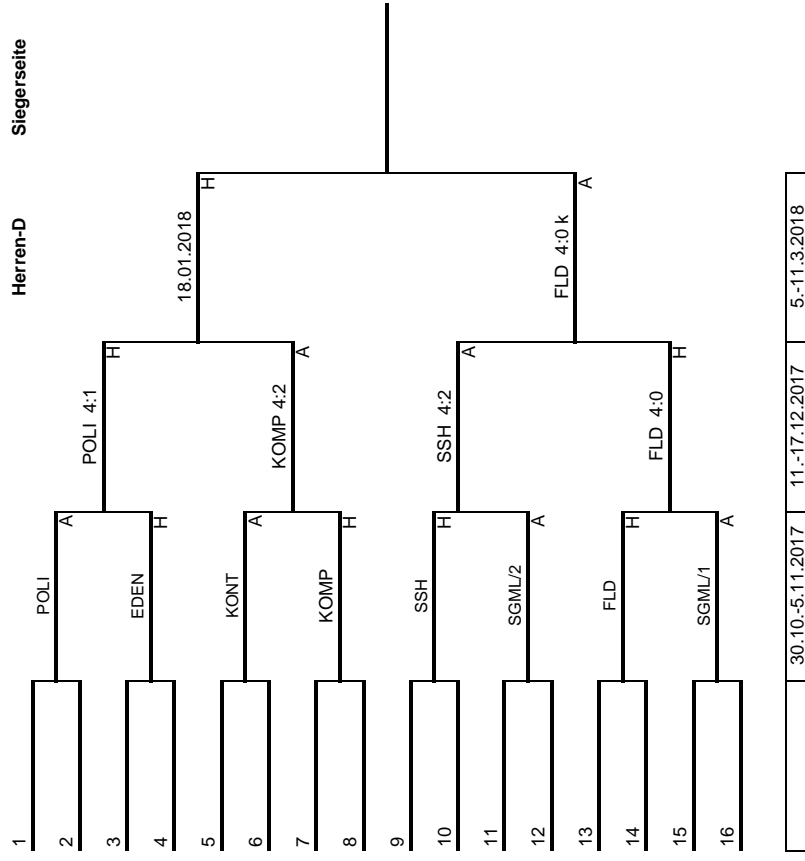 Herren-D
Siegerseite
1
2
3
4
5
6
7
8
9
10
11
12
13
14
15
16
POLI
A
EDEN
H
KONT
A
KOMP
H
SSH
H
SGML/2
A
FLD
H
SGML/1
A
POLI 4:1
H
KOMP 4:2
A
SSH 4:2
A
FLD 4:0
H
18.01.2018
H
FLD 4:0 k
A
30.10.-5.11.2017
11.-17.12.2017
5.-11.3.2018